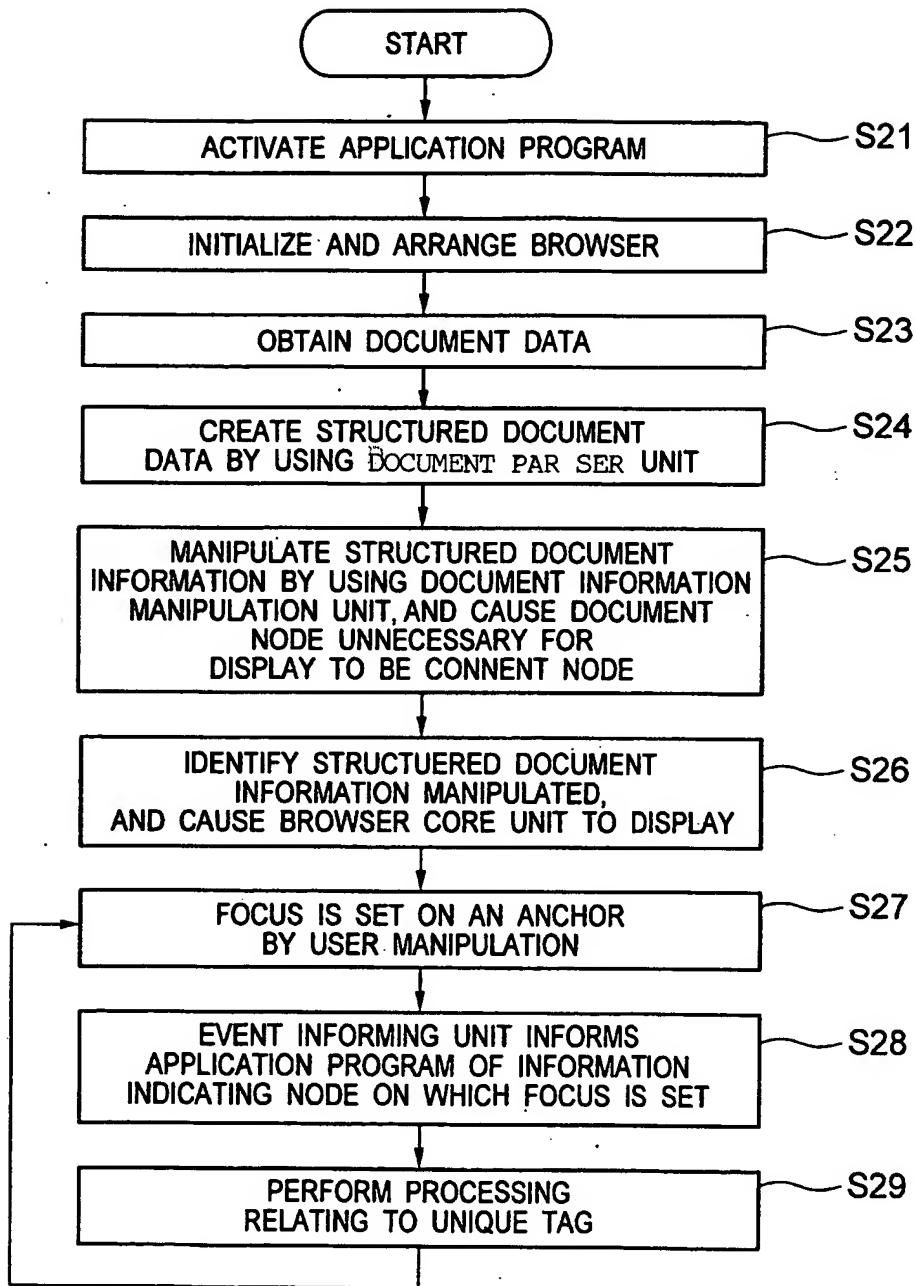 START
ACTIVATE APPLICATION PROGRAM
S21
INITIALIZE AND ARRANGE BROWSER
S22
OBTAIN DOCUMENT DATA
S23
CREATE STRUCTURED DOCUMENT
DATA BY USING DOCUMENT PAR SER UNIT
S24
MANIPULATE STRUCTURED DOCUMENT
INFORMATION BY USING DOCUMENT INFORMATION
MANIPULATION UNIT, AND CAUSE DOCUMENT
NODE UNNECESSARY FOR
DISPLAY TO BE CONNENT NODE
S25
IDENTIFY STRUCTUERED DOCUMENT
INFORMATION MANIPULATED,
AND CAUSE BROWSER CORE UNIT TO DISPLAY
S26
FOCUS IS SET ON AN ANCHOR
BY USER MANIPULATION
S27
EVENT INFORMING UNIT INFORMS
APPLICATION PROGRAM OF INFORMATION
INDICATING NODE ON WHICH FOCUS IS SET
S28
PERFORM PROCESSING
RELATING TO UNIQUE TAG
S29